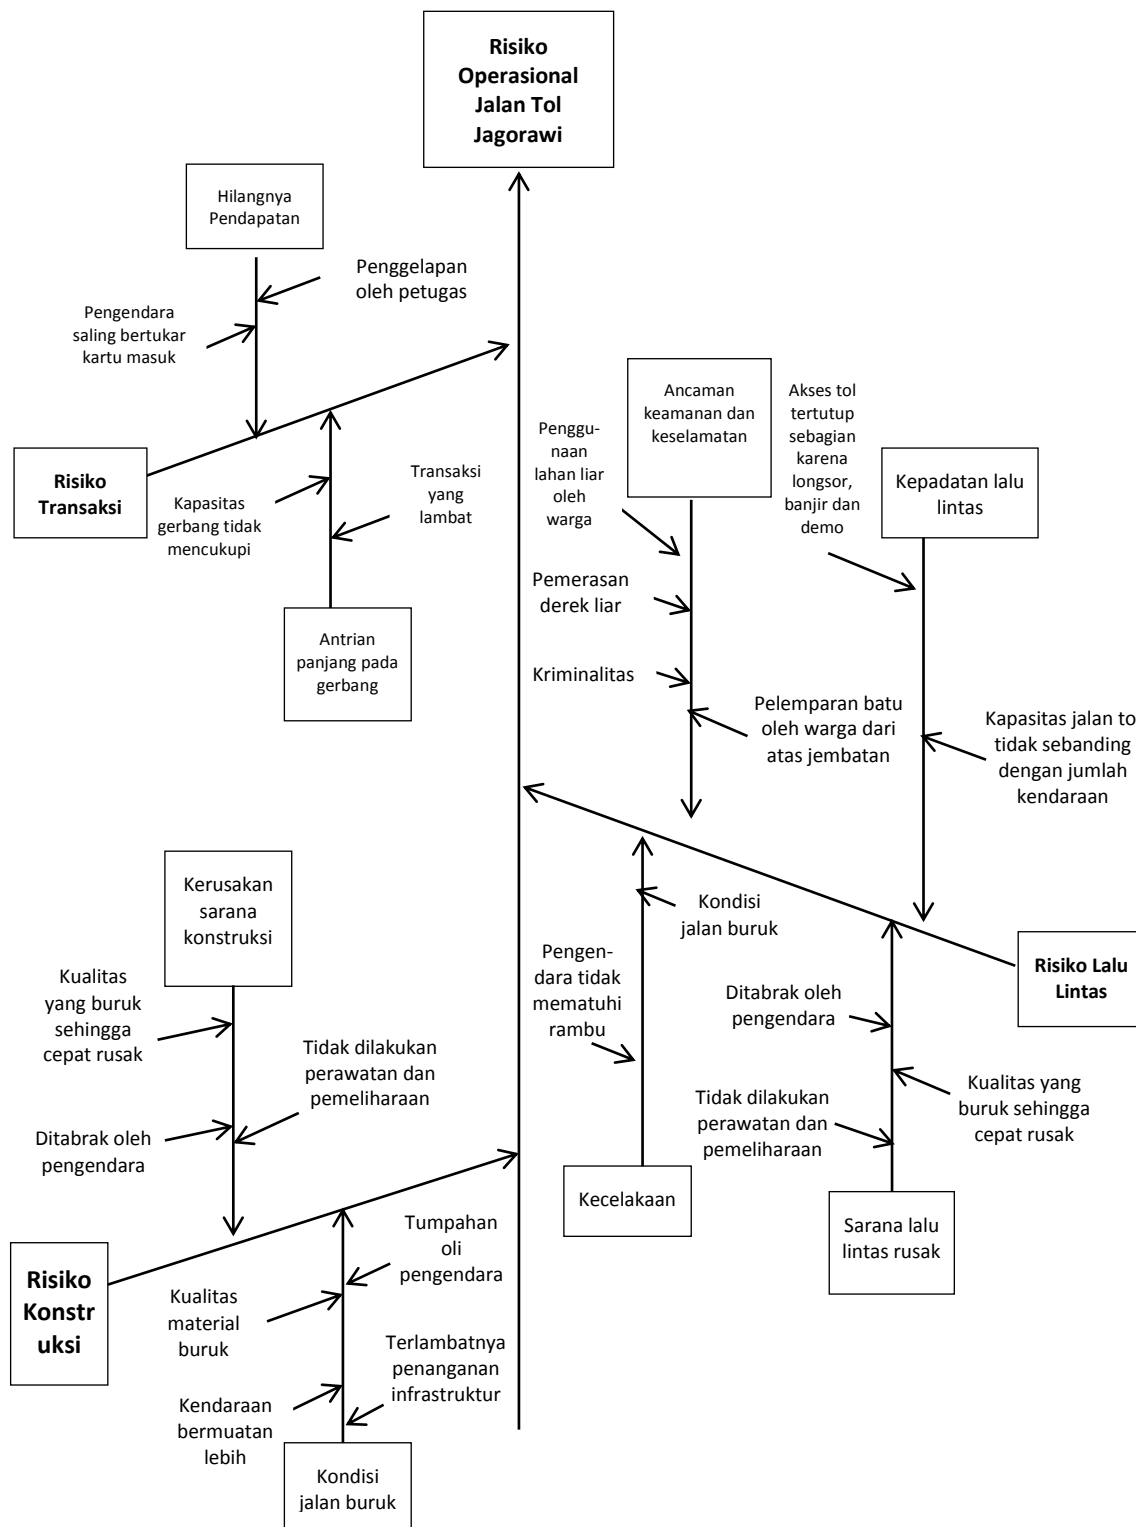 Risiko
Operasional
Jalan Tol
Jagorawi
Hilangnya
Pendapatan
Penggelapan
oleh petugas
Pengendara
saling bertukar
kartu masuk
Risiko
Transaksi
Kapasitas
gerbang tidak
mencukupi
Transaksi
yang
lambat
Antrian
panjang pada
gerbang
Ancaman
keamanan dan
keselamatan
Penggu-
naan
lahan liar
oleh
warga
Pemerasan
derek liar
Kriminalitas
Pelemparan batu
oleh warga dari
atas jembatan
Akses tol
tertutup
sebagian
karena
longsor,
banjir dan
demo
Kepadatan lalu
lintas
Kapasitas jalan to
tidak sebanding
dengan jumlah
kendaraan
Risiko Lalu
Lintas
Kondisi
jalan buruk
Pengen-
dara tidak
mematuhi
rambu
Kecelakaan
Ditabrak oleh
pengendara
Kualitas yang
buruk sehingga
cepat rusak
Tidak dilakukan
perawatan dan
pemeliharaan
Sarana lalu
lintas rusak
Kerusakan
sarana
konstruksi
Kualitas
yang buruk
sehingga
cepat rusak
Tidak dilakukan
perawatan dan
pemeliharaan
Ditabrak oleh
pengendara
Risiko
Konstr
uksi
Tumpahan
oli
pengendara
Kualitas
material
buruk
Terlambatnya
penanganan
infrastruktur
Kendaraan
bermuatan
lebih
Kondisi
jalan buruk